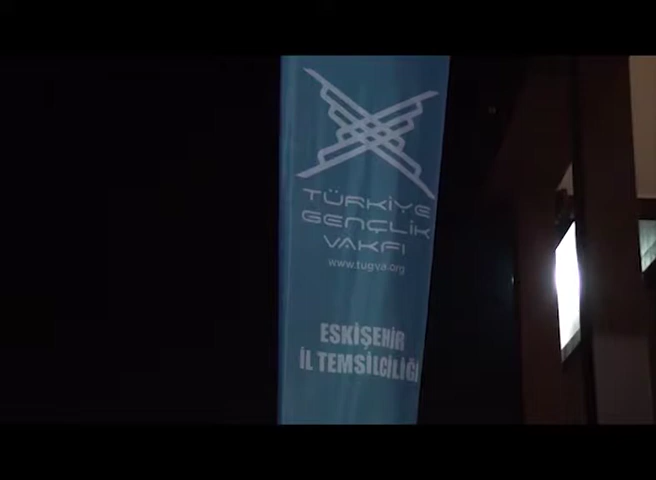 TÜRKİYE
GENÇLİK
VAKFI
www.tugva.org
ESKİŞEHİR
İL TEMSİLCİLİĞİ